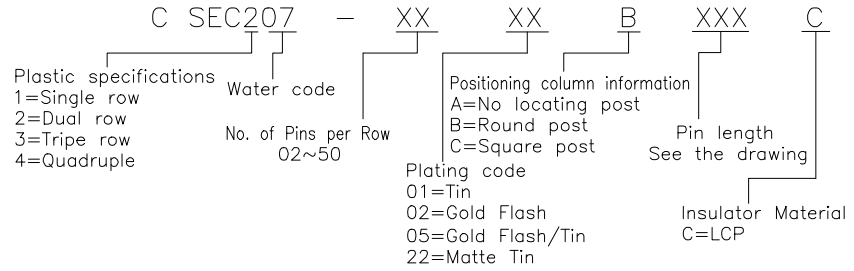 C SEC207 - XX XX B XXX C
Plastic specifications
1=Single row
2=Dual row
3=Tripe row
4=Quadruple
Water code
No. of Pins per Row
02~50
Positioning column information
A=No locating post
B=Round post
C=Square post
Plating code
01=Tin
02=Gold Flash
05=Gold Flash/Tin
22=Matte Tin
Pin length
See the drawing
Insulator Material
C=LCP